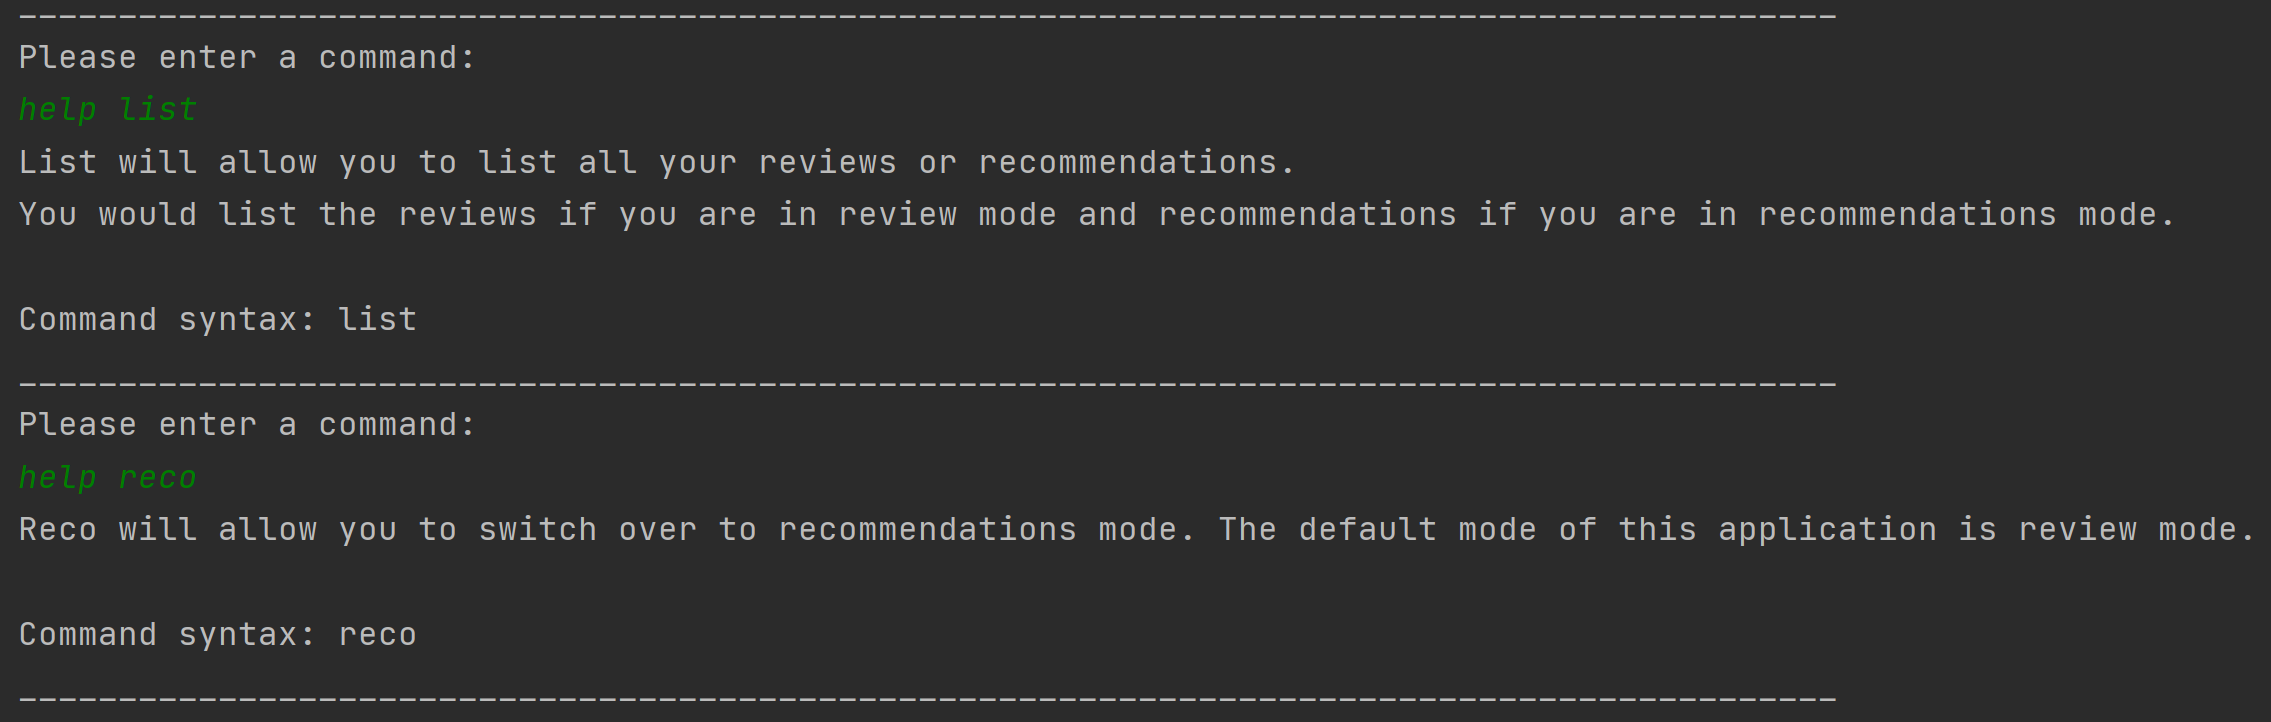 Please enter a command:
help list
List will allow you to list all your reviews or recommendations.
You would list the reviews if you are in review mode and recommendations if you are in recommendations mode.
Command syntax: list
Please enter a command:
help reco
Reco will allow you to switch over to recommendations mode. The default mode of this application is review mode.
Command syntax: reco